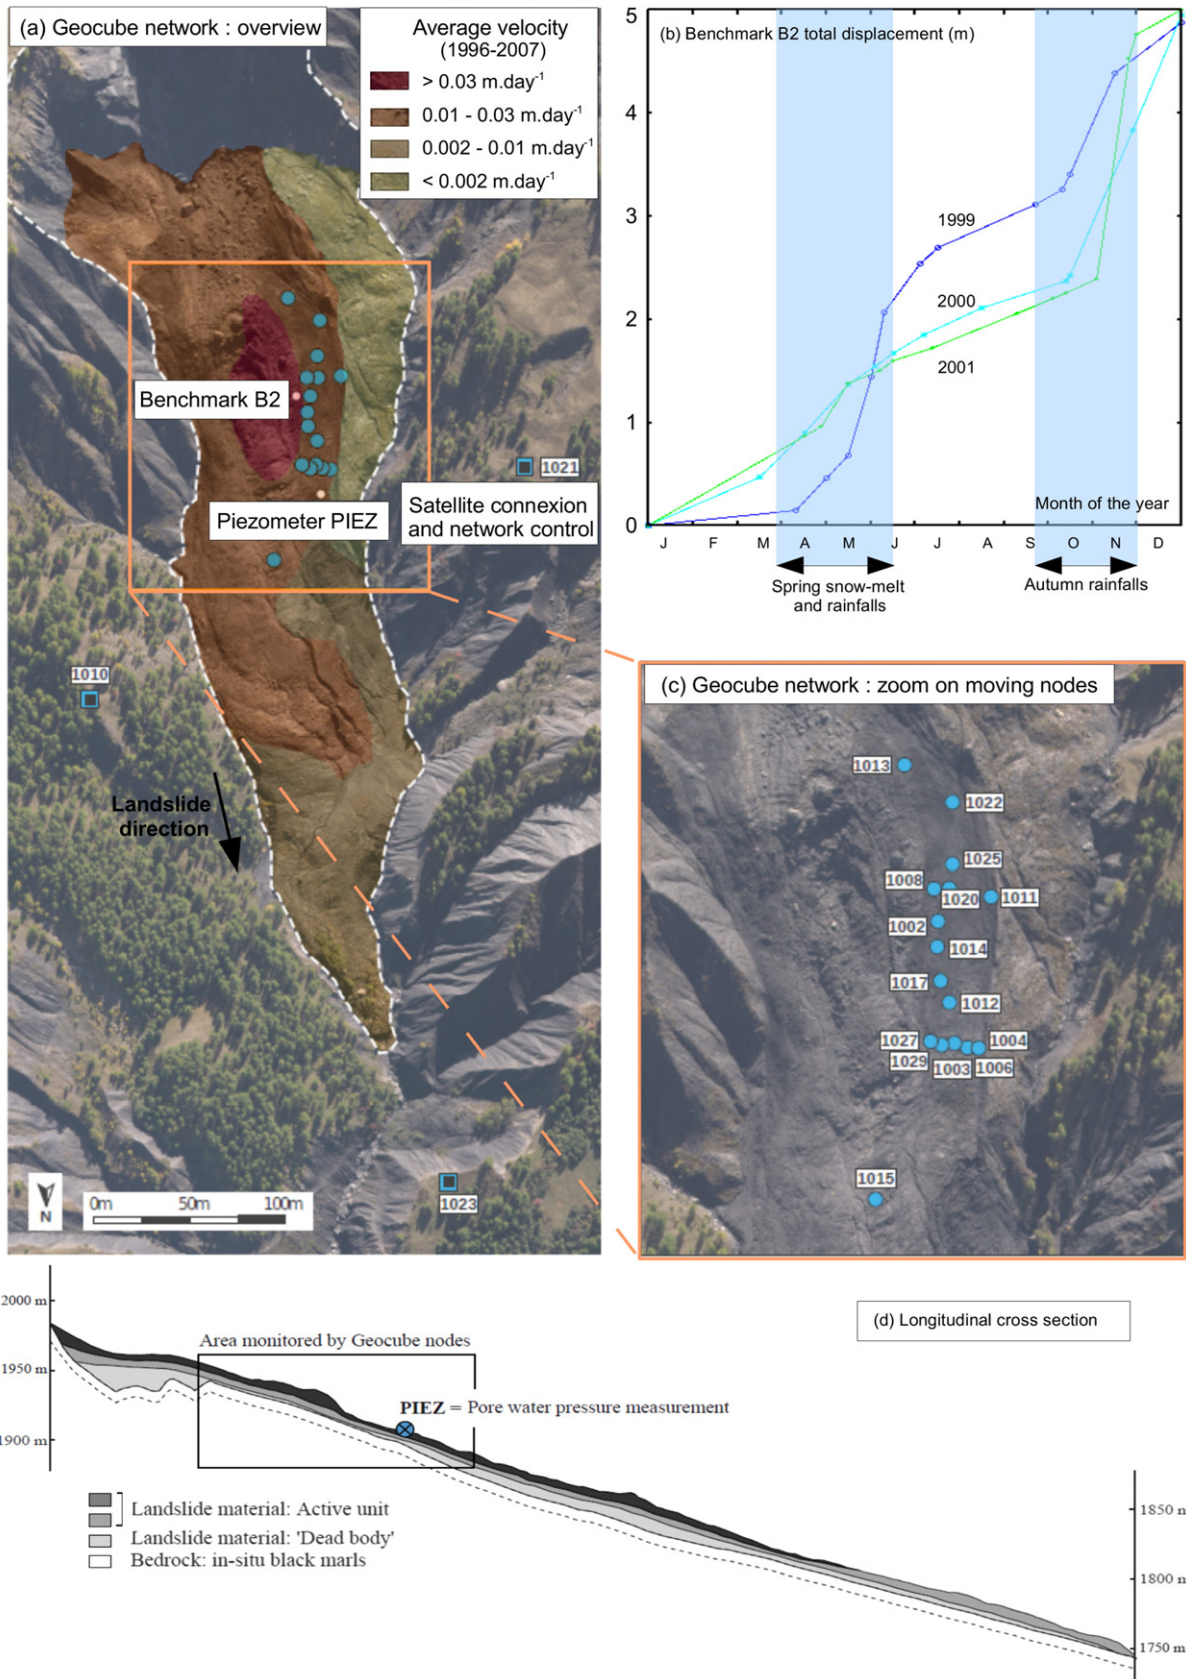 (a) Geocube network : overview
Average velocity
(1996-2007)
> 0.03 m.day-1
0.01 - 0.03 m.day-1
0.002 - 0.01 m.day-1
< 0.002 m.day-1
Benchmark B2
1021
Piezometer PIEZ
Satellite connexion
and network control
1010
Landslide
direction
N
0m 50m 100m
1023
(b) Benchmark B2 total displacement (m)
5
4
3
2
1
0
1999
2000
2001
Month of the year
J F M A M J J A S O N D
Spring snow-melt
and rainfalls
Autumn rainfalls
(c) Geocube network : zoom on moving nodes
1013
1022
1025
1008
1020
1011
1002
1014
1017
1012
1027
1004
1029
1003
1006
1015
(d) Longitudinal cross section
2000 m
1950 m
1900 m
Area monitored by Geocube nodes
PIEZ = Pore water pressure measurement
Landslide material: Active unit
Landslide material: 'Dead body'
Bedrock: in-situ black marls
1850 m
1800 m
1750 m